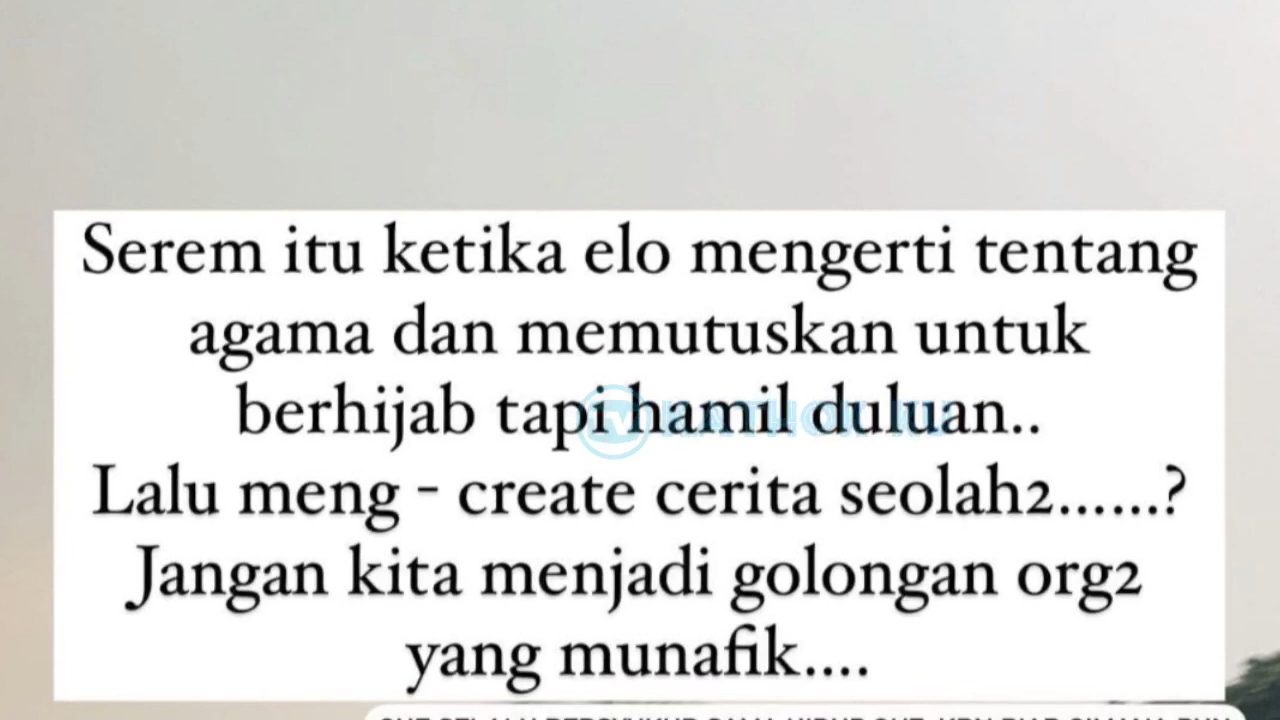 Serem itu ketika elo mengerti tentang
agama dan memutuskan untuk
berhijab tapi hamil duluan..
Lalu meng - create cerita seolah2......?
Jangan kita menjadi golongan org2
yang munafik....